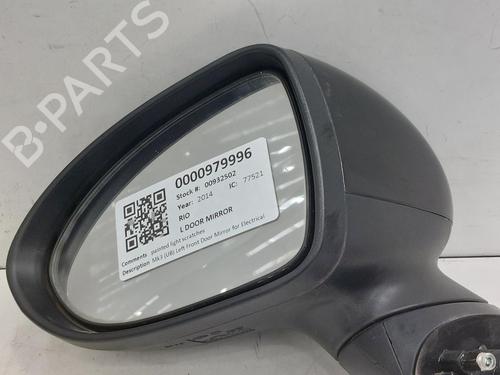 B-PARTS
0000979996
Stock #: 00932502
Year: 2014 IC: 77521
RIO
L DOOR MIRROR
Comments painted light scratches
Description Mk3 (UB) Left Front Door Mirror for Electrical